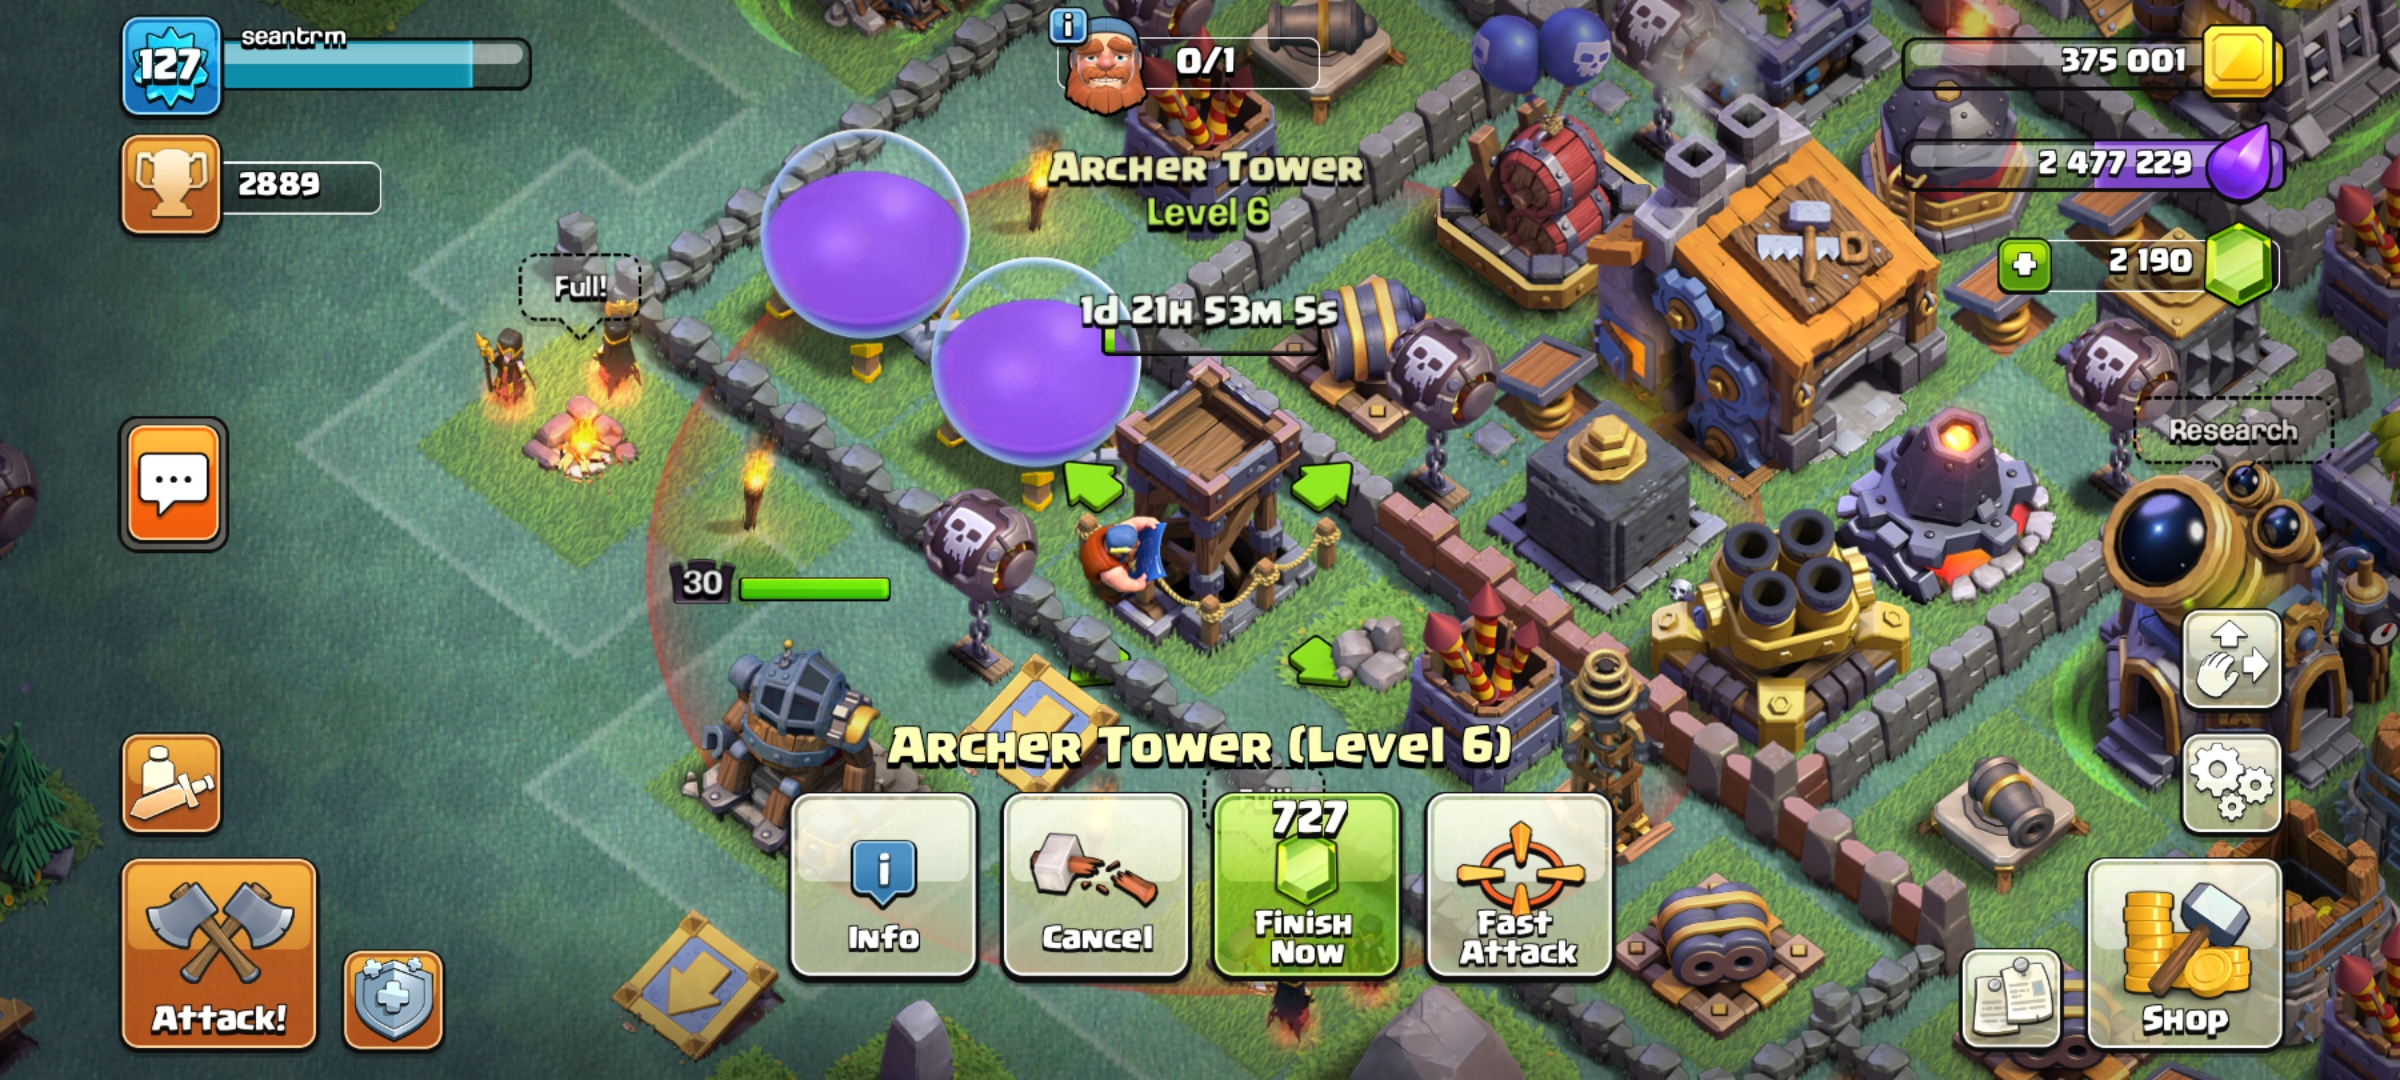 127
seantrm
0/1
375 001
Archer Tower
Level 6
2 477 229
2889
2 190
Full!
1d 21H 53M 5s
Research
30
Archer Tower (Level 6)
727
Info
Cancel
Finish
Now
Fast
Attack
Attack!
Shop